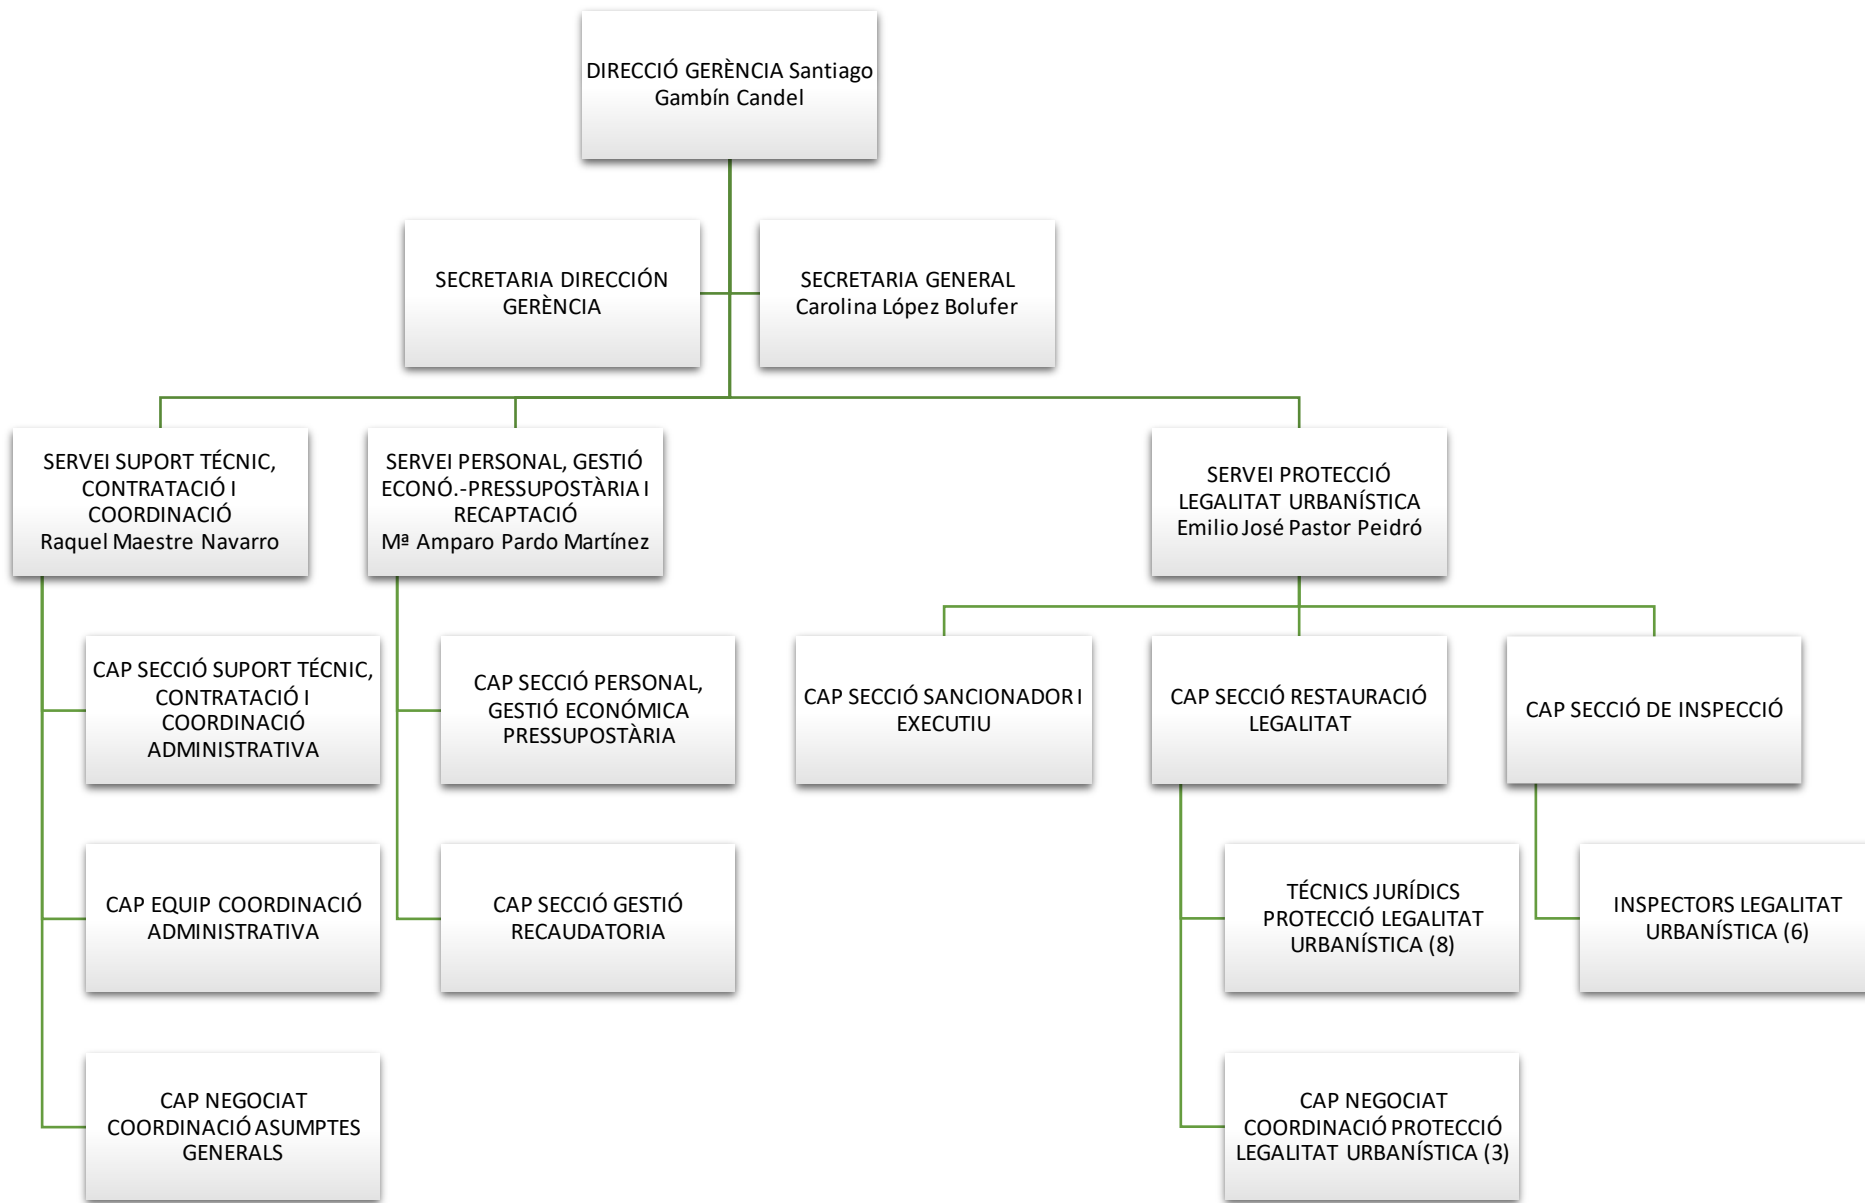 DIRECCIÓ GERÈNCIA Santiago
Gambín Candel
SECRETARIA DIRECCIÓN
GERÈNCIA
SECRETARIA GENERAL
Carolina López Bolufer
SERVEI SUPORT TÉCNIC,
CONTRATACIÓ I
COORDINACIÓ
Raquel Maestre Navarro
SERVEI PERSONAL, GESTIÓ
ECONÓ.-PRESSUPOSTÀRIA I
RECAPTACIÓ
Mª Amparo Pardo Martínez
SERVEI PROTECCIÓ
LEGALITAT URBANÍSTICA
Emilio José Pastor Peidró
CAP SECCIÓ SUPORT TÉCNIC,
CONTRATACIÓ I
COORDINACIÓ
ADMINISTRATIVA
CAP SECCIÓ PERSONAL,
GESTIÓ ECONÓMICA
PRESSUPOSTÀRIA
CAP SECCIÓ SANCIONADOR I
EXECUTIU
CAP SECCIÓ RESTAURACIÓ
LEGALITAT
CAP SECCIÓ DE INSPECCIÓ
CAP EQUIP COORDINACIÓ
ADMINISTRATIVA
CAP SECCIÓ GESTIÓ
RECAUDATORIA
TÉCNICS JURÍDICS
PROTECCIÓ LEGALITAT
URBANÍSTICA (8)
INSPECTORS LEGALITAT
URBANÍSTICA (6)
CAP NEGOCIAT
COORDINACIÓ ASUMPTES
GENERALS
CAP NEGOCIAT
COORDINACIÓ PROTECCIÓ
LEGALITAT URBANÍSTICA (3)